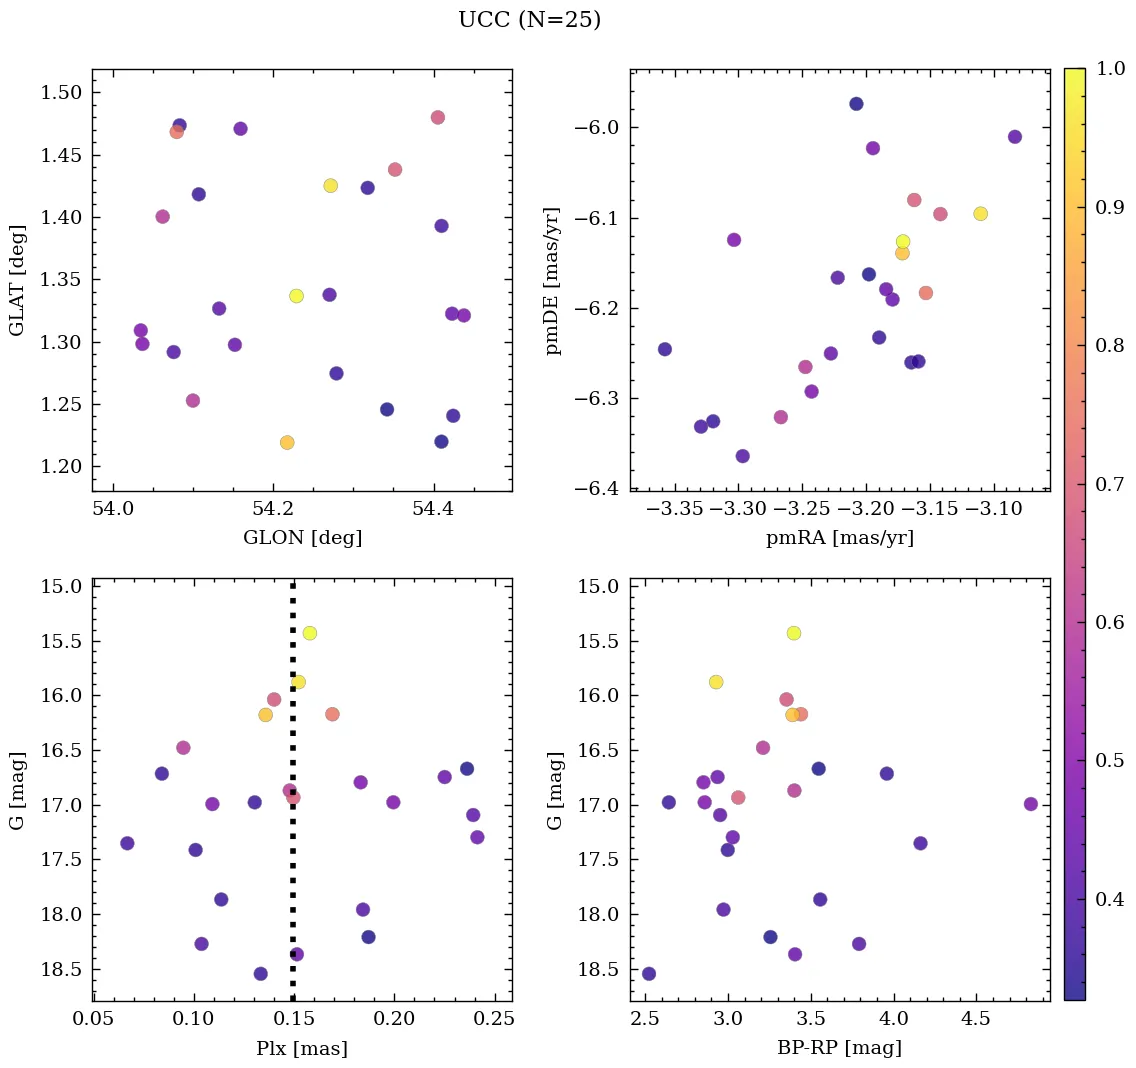 UCC (N=25)
1.50
1.45
1.40
1.35
1.30
1.25
1.20
GLAT [deg]
54.0 54.2 54.4
GLON [deg]
−6.0
−6.1
−6.2
−6.3
−6.4
pmDE [mas/yr]
−3.35 −3.30 −3.25 −3.20 −3.15 −3.10
pmRA [mas/yr]
1.0
0.9
0.8
0.7
0.6
0.5
0.4
15.0
15.5
16.0
16.5
17.0
17.5
18.0
18.5
G [mag]
0.05 0.10 0.15 0.20 0.25
Plx [mas]
15.0
15.5
16.0
16.5
17.0
17.5
18.0
18.5
G [mag]
2.5 3.0 3.5 4.0 4.5
BP-RP [mag]